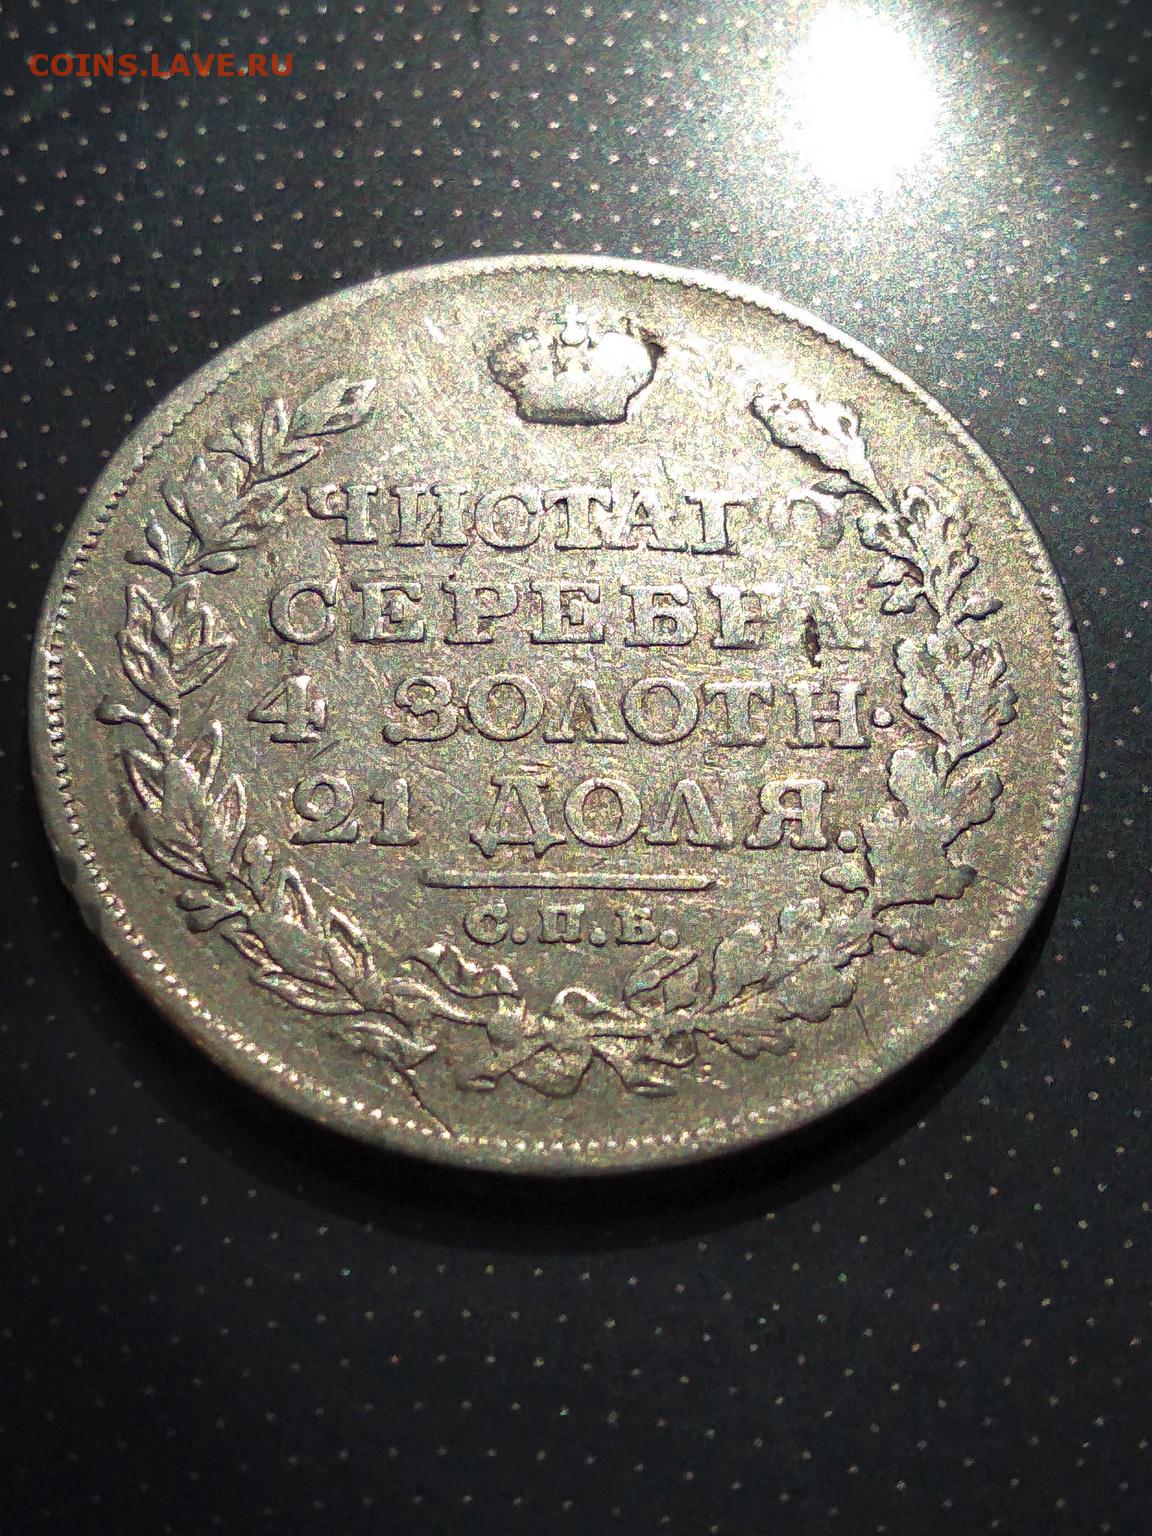 COINS.LAVE.RU
ЧИСТАГО
СЕРЕБРА
4 ЗОЛОТН.
21 ДОЛЯ.
С.П.Б.